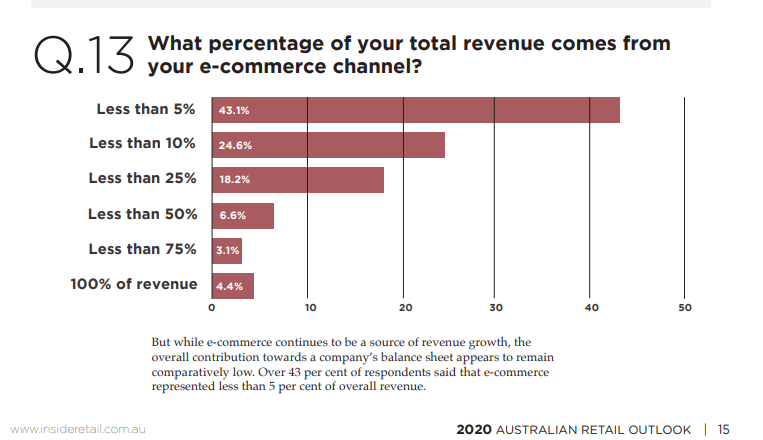 Q.13 What percentage of your total revenue comes from
your e-commerce channel?
Less than 5% 43.1%
Less than 10% 24.6%
Less than 25% 18.2%
Less than 50% 6.6%
Less than 75% 3.1%
100% of revenue 4.4%
0 10 20 30 40 50
But while e-commerce continues to be a source of revenue growth, the
overall contribution towards a company's balance sheet appears to remain
comparatively low. Over 43 per cent of respondents said that e-commerce
represented less than 5 per cent of overall revenue.
www.insideretail.com.au 2020 AUSTRALIAN RETAIL OUTLOOK | 15